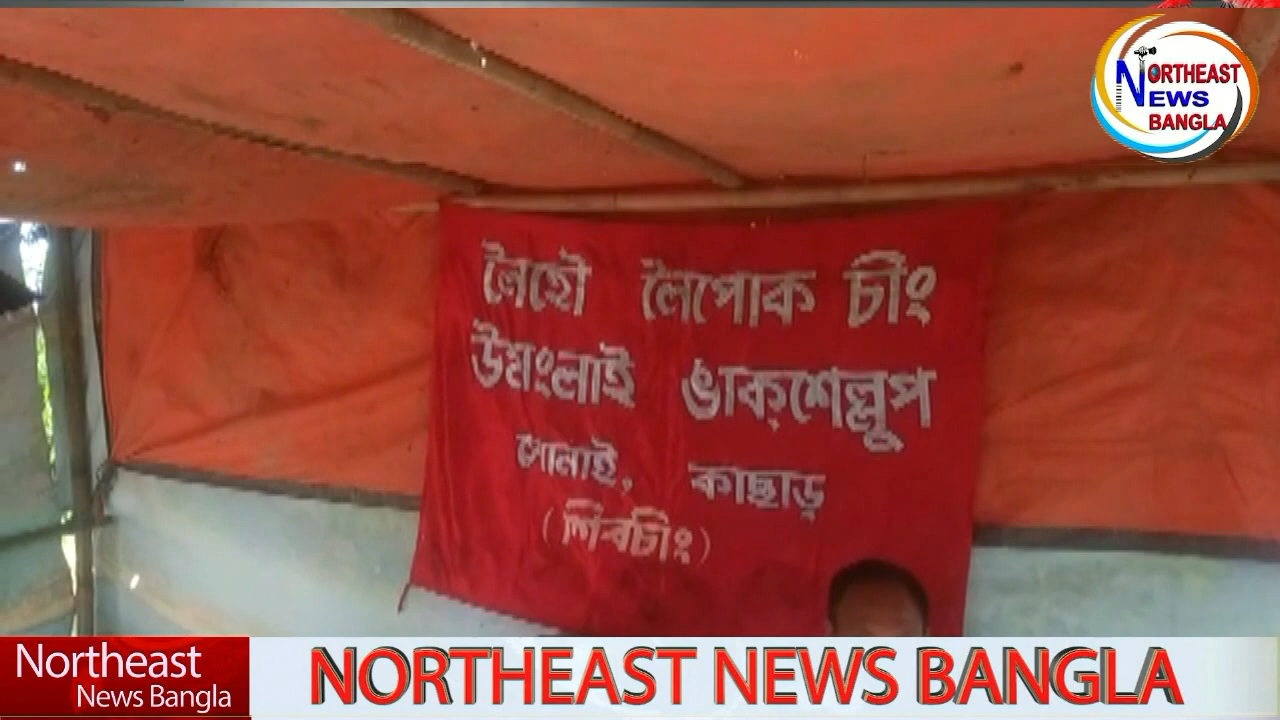 NORTHEAST
NEWS
BANGLA
লৈহৌ লৈপোক চীং
উমংলাই ঙাক্শেল্লুপ
সোনাই, কাছাড়
(শিবচীং)
Northeast
News Bangla
NORTHEAST NEWS BANGLA